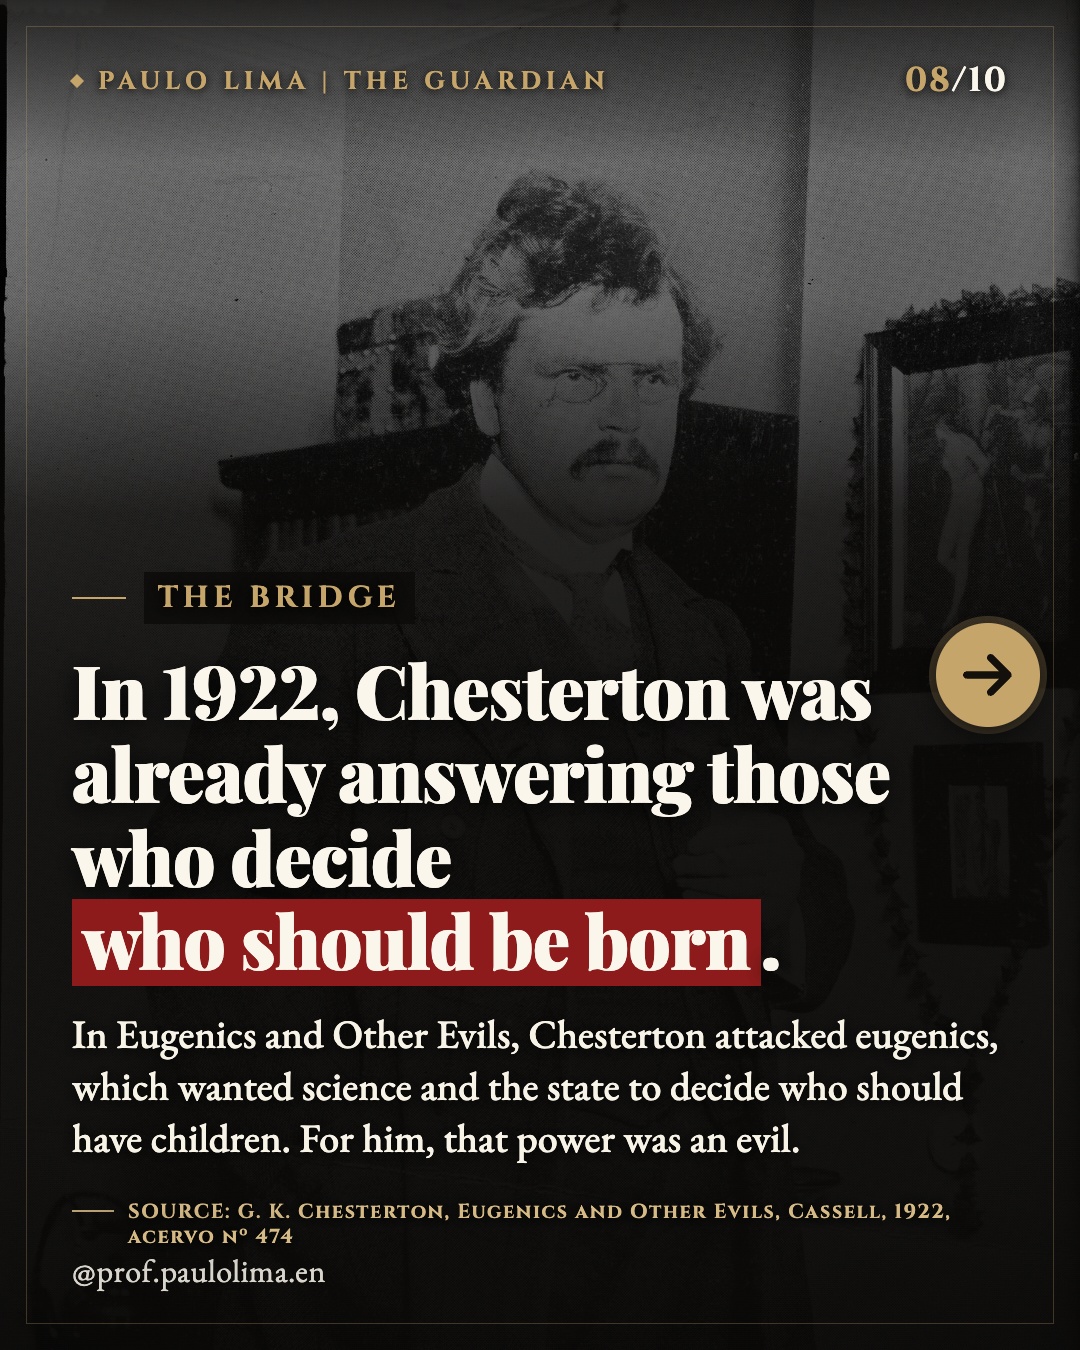 ◆ PAULO LIMA | THE GUARDIAN
08/10
THE BRIDGE
In 1922, Chesterton was
already answering those
who decide
who should be born.
In Eugenics and Other Evils, Chesterton attacked eugenics,
which wanted science and the state to decide who should
have children. For him, that power was an evil.
SOURCE: G. K. Chesterton, Eugenics and Other Evils, Cassell, 1922,
acervo nº 474
@prof.paulolima.en